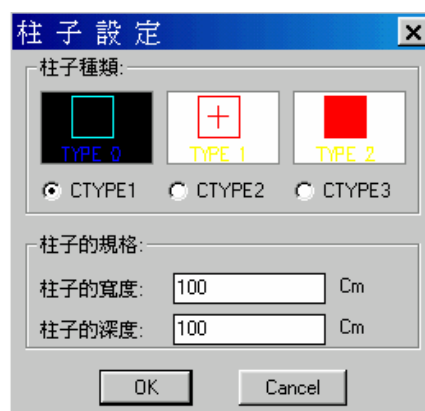 柱子設定
柱子種類:
TYPE 0 TYPE 1 TYPE 2
CTYPE1 CTYPE2 CTYPE3
柱子的規格:
柱子的寬度: 100 Cm
柱子的深度: 100 Cm
OK Cancel